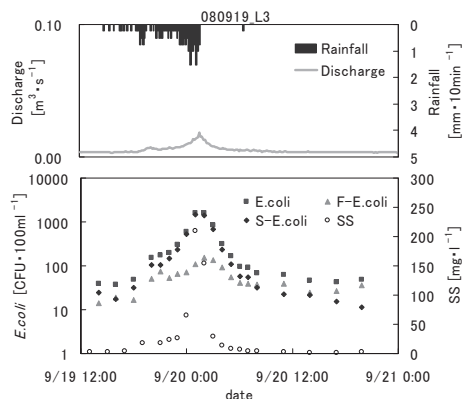 080919_L3
0.10
0.00
Discharge
[m³・s⁻¹]
Rainfall
Discharge
0
1
2
3
4
5
Rainfall
[mm・10min⁻¹]
10000
1000
100
10
1
E.coli [CFU・100ml⁻¹]
E.coli
F-E.coli
S-E.coli
SS
300
250
200
150
100
50
0
SS [mg・l⁻¹]
9/19 12:00
9/20 0:00
9/20 12:00
9/21 0:00
date